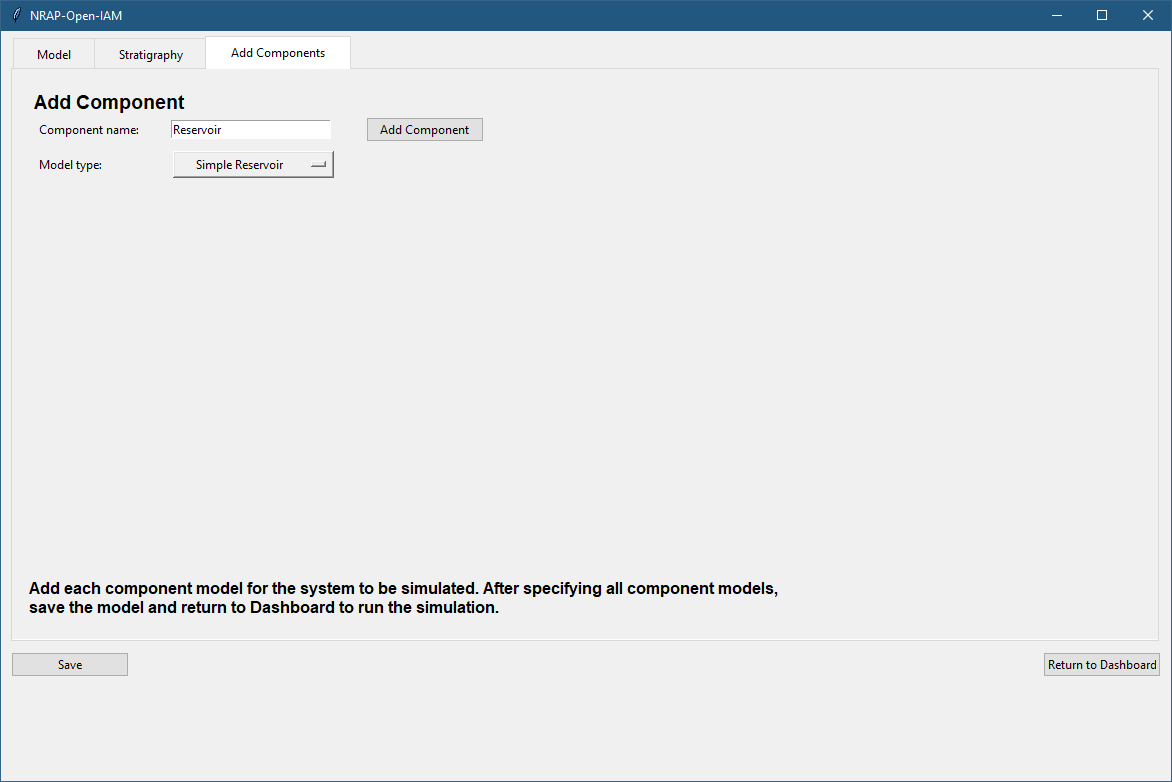 NRAP-Open-IAM
Model
Stratigraphy
Add Components
Add Component
Component name:
Reservoir
Add Component
Model type:
Simple Reservoir
Add each component model for the system to be simulated. After specifying all component models,
save the model and return to Dashboard to run the simulation.
Save
Return to Dashboard